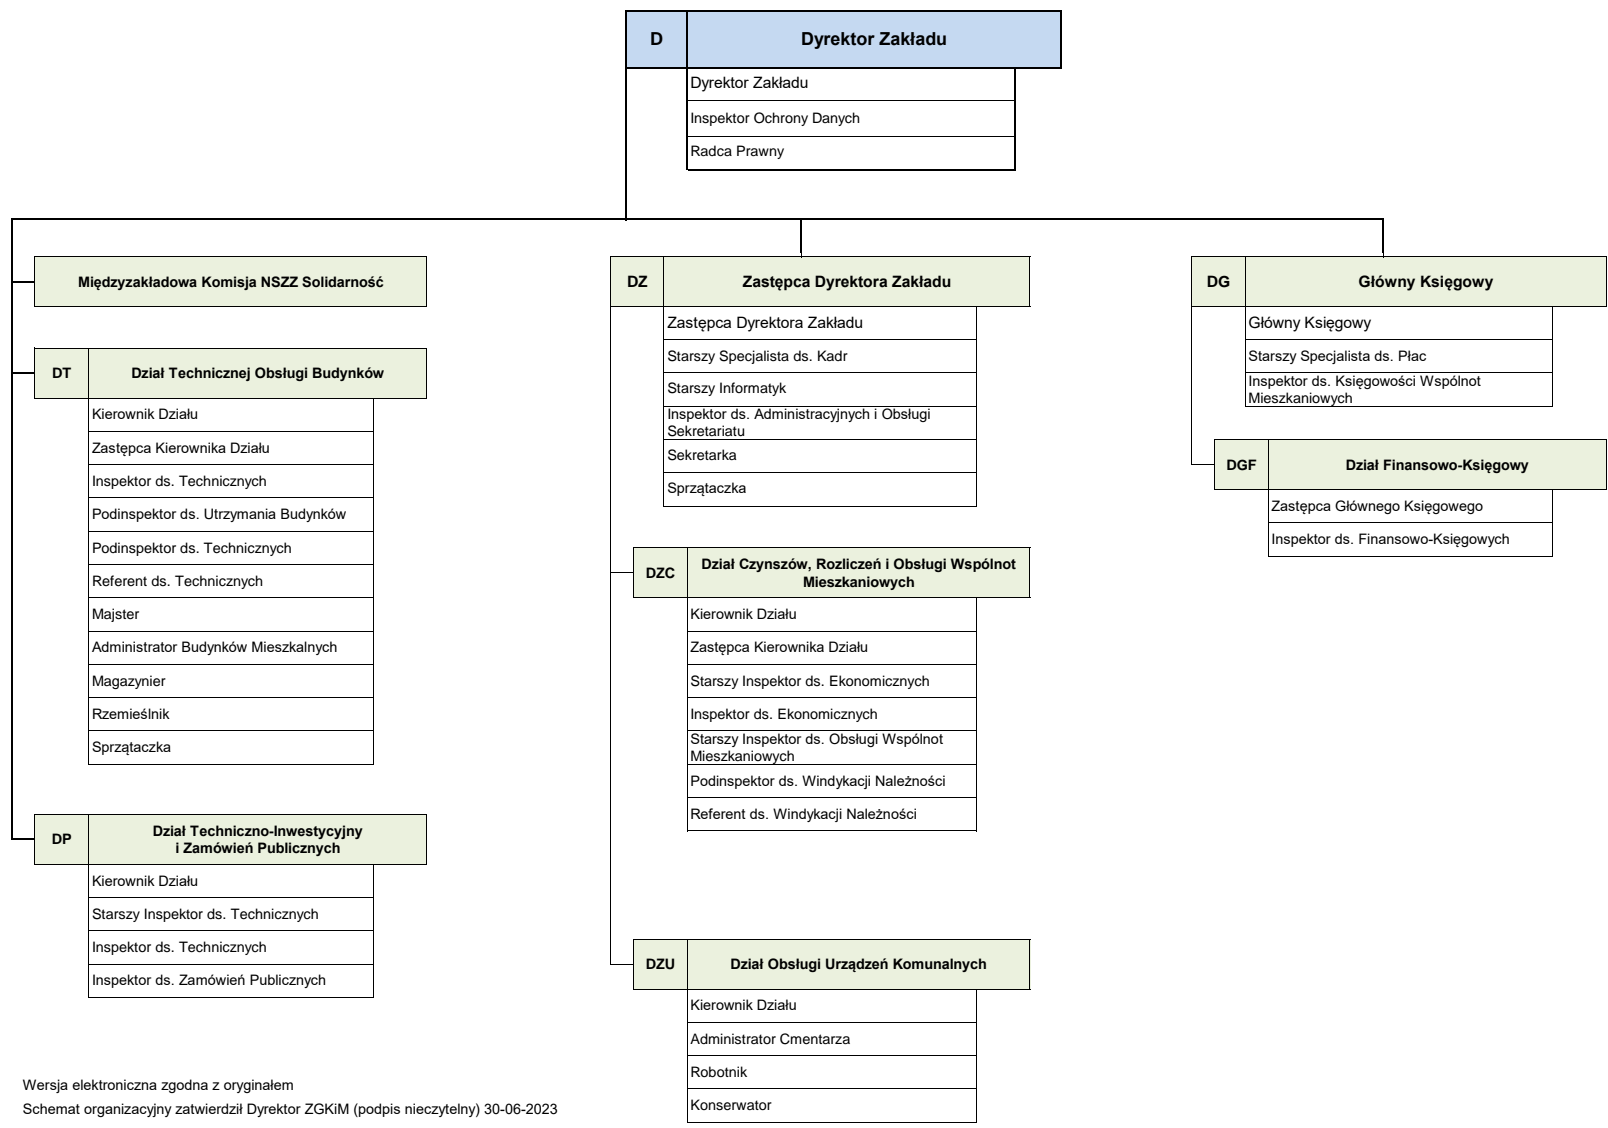 D
Dyrektor Zakładu
Dyrektor Zakładu
Inspektor Ochrony Danych
Radca Prawny
Międzyzakładowa Komisja NSZZ Solidarność
DT
Dział Technicznej Obsługi Budynków
Kierownik Działu
Zastępca Kierownika Działu
Inspektor ds. Technicznych
Podinspektor ds. Utrzymania Budynków
Podinspektor ds. Technicznych
Referent ds. Technicznych
Majster
Administrator Budynków Mieszkalnych
Magazynier
Rzemieślnik
Sprzątaczka
DP
Dział Techniczno-Inwestycyjny
i Zamówień Publicznych
Kierownik Działu
Starszy Inspektor ds. Technicznych
Inspektor ds. Technicznych
Inspektor ds. Zamówień Publicznych
DZ
Zastępca Dyrektora Zakładu
Zastępca Dyrektora Zakładu
Starszy Specjalista ds. Kadr
Starszy Informatyk
Inspektor ds. Administracyjnych i Obsługi
Sekretariatu
Sekretarka
Sprzątaczka
DZC
Dział Czynszów, Rozliczeń i Obsługi Wspólnot
Mieszkaniowych
Kierownik Działu
Zastępca Kierownika Działu
Starszy Inspektor ds. Ekonomicznych
Inspektor ds. Ekonomicznych
Starszy Inspektor ds. Obsługi Wspólnot
Mieszkaniowych
Podinspektor ds. Windykacji Należności
Referent ds. Windykacji Należności
DZU
Dział Obsługi Urządzeń Komunalnych
Kierownik Działu
Administrator Cmentarza
Robotnik
Konserwator
DG
Główny Księgowy
Główny Księgowy
Starszy Specjalista ds. Płac
Inspektor ds. Księgowości Wspólnot
Mieszkaniowych
DGF
Dział Finansowo-Księgowy
Zastępca Głównego Księgowego
Inspektor ds. Finansowo-Księgowych
Wersja elektroniczna zgodna z oryginałem
Schemat organizacyjny zatwierdził Dyrektor ZGKiM (podpis nieczytelny) 30-06-2023